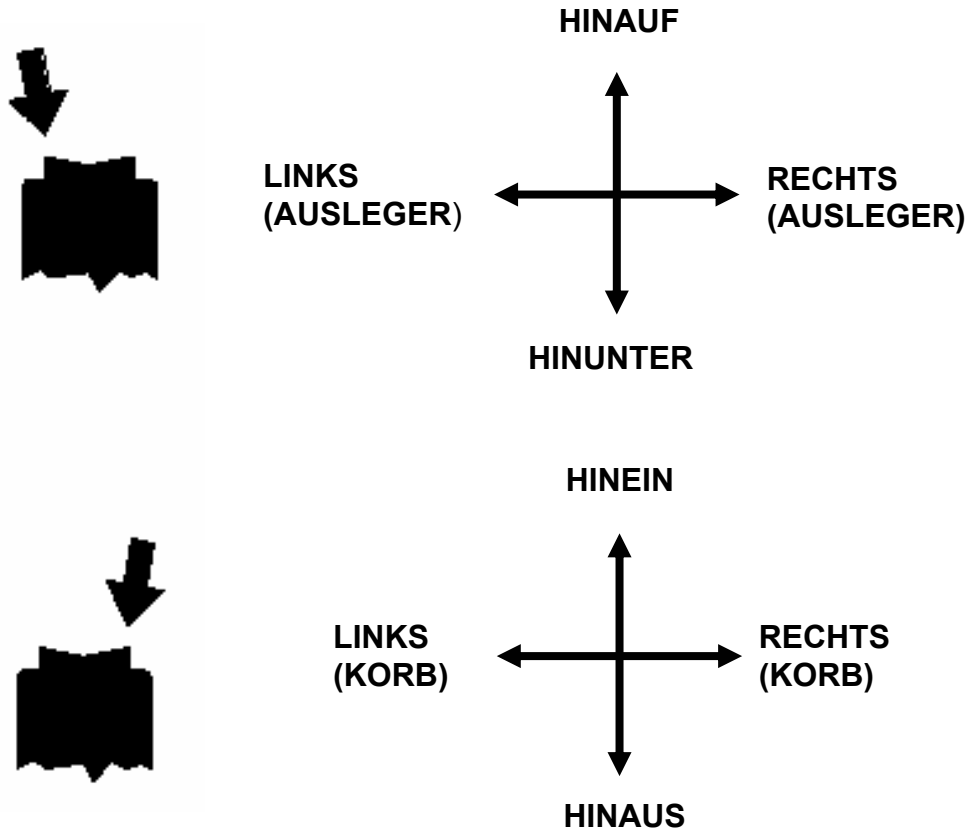 HINAUF
LINKS
(AUSLEGER)
RECHTS
(AUSLEGER)
HINUNTER
HINEIN
LINKS
(KORB)
RECHTS
(KORB)
HINAUS